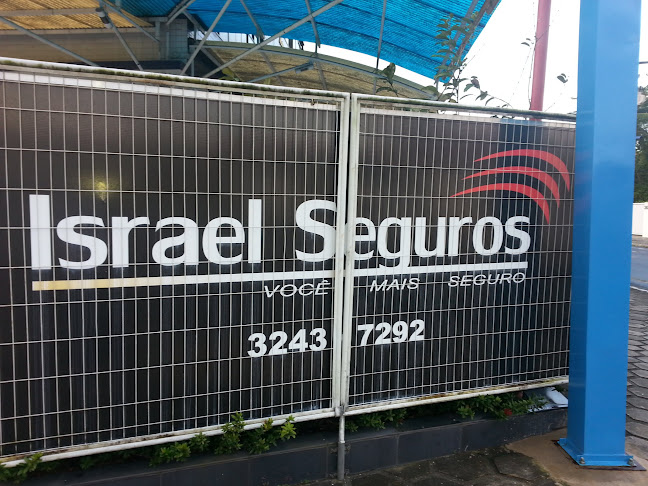 Israel Seguros
VOCÊ MAIS SEGURO
3243 7292